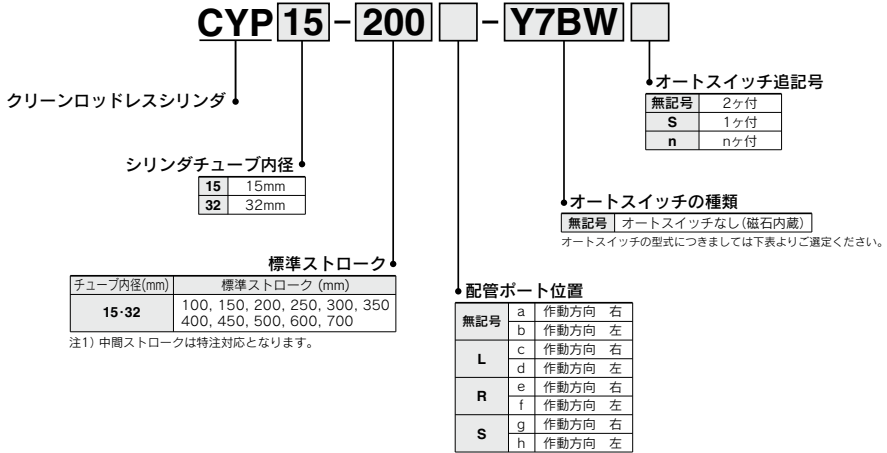 CYP 15 - 200 - Y7BW
クリーンロッドレスシリンダ
オートスイッチ追記号
無記号 2ヶ付
S 1ヶ付
n nヶ付
シリンダチューブ内径
15 15mm
32 32mm
オートスイッチの種類
無記号 オートスイッチなし(磁石内蔵)
オートスイッチの型式につきましては下表よりご選定ください。
標準ストローク
チューブ内径(mm) 標準ストローク (mm)
15·32 100, 150, 200, 250, 300, 350
400, 450, 500, 600, 700
注1) 中間ストロークは特注対応となります。
配管ポート位置
無記号 a 作動方向 右
b 作動方向 左
L c 作動方向 右
d 作動方向 左
R e 作動方向 右
f 作動方向 左
S g 作動方向 右
h 作動方向 左